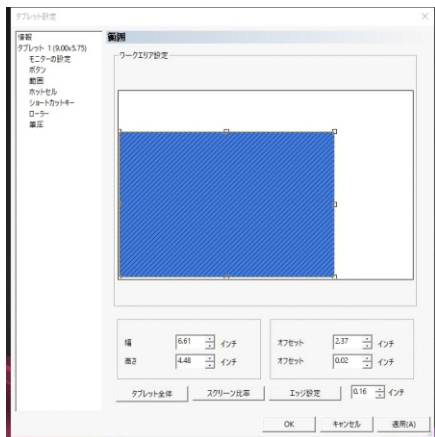 タブレット設定
情報
タブレット 1 (9.00x5.75)
モニターの設定
ボタン
範囲
ホットセル
ショートカットキー
ローラー
筆圧
範囲
ワークエリア設定
幅 6.61 インチ
高さ 4.48 インチ
オフセット 2.37 インチ
オフセット 0.02 インチ
タブレット全体 スクリーン比率 エッジ設定 0.16 インチ
OK キャンセル 適用(A)